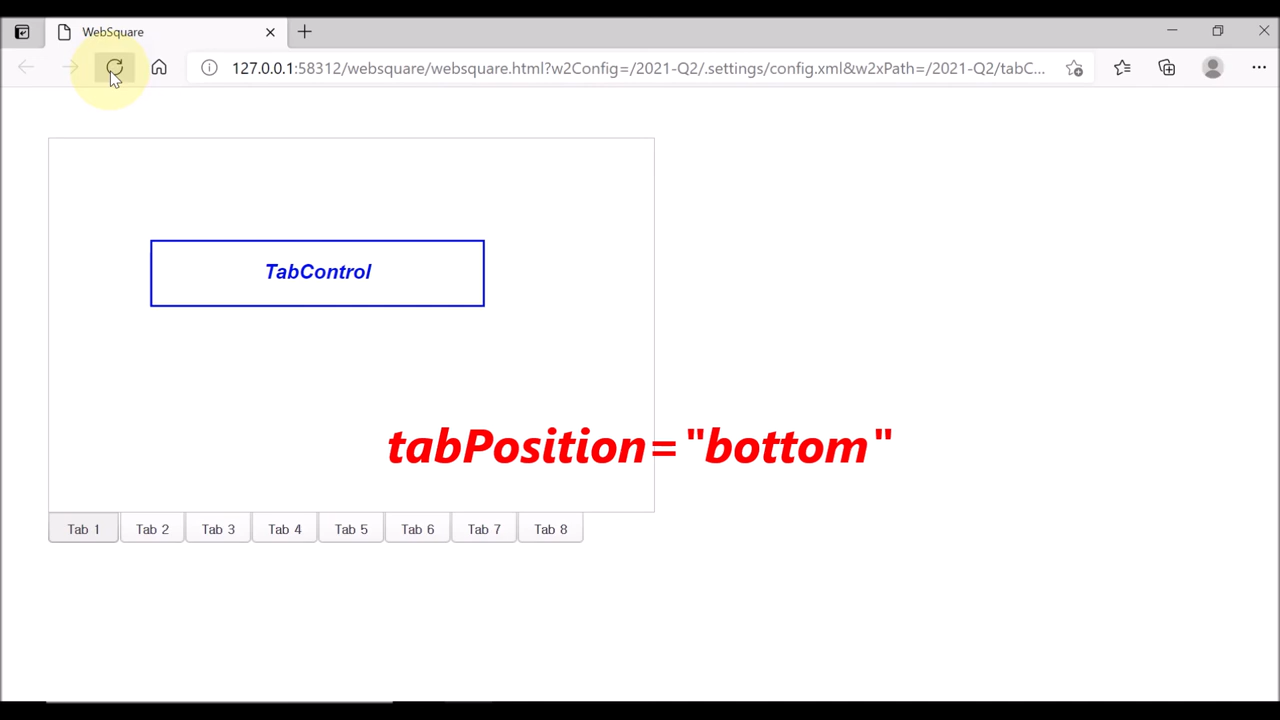 WebSquare
127.0.0.1:58312/websquare/websquare.html?w2Config=/2021-Q2/.settings/config.xml&w2xPath=/2021-Q2/tabC...
TabControl
tabPosition="bottom"
Tab 1 Tab 2 Tab 3 Tab 4 Tab 5 Tab 6 Tab 7 Tab 8